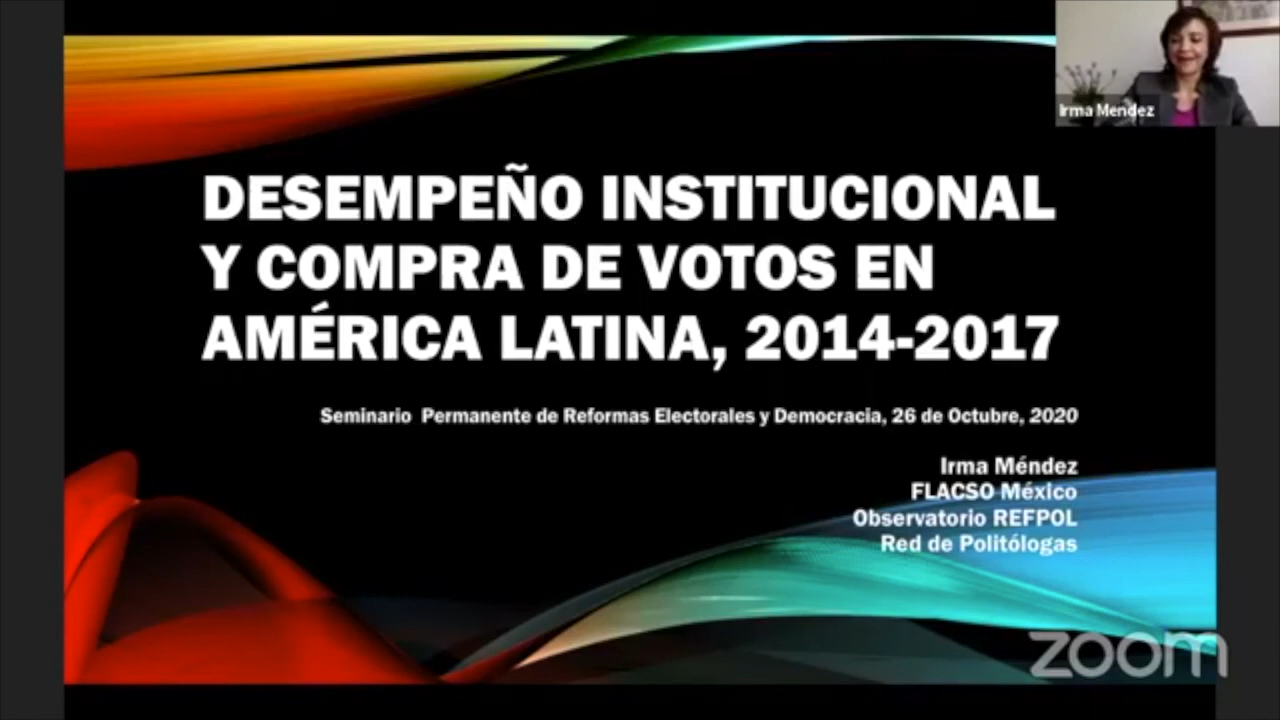 Irma Mendez
DESEMPEÑO INSTITUCIONAL
Y COMPRA DE VOTOS EN
AMÉRICA LATINA, 2014-2017
Seminario Permanente de Reformas Electorales y Democracia, 26 de Octubre, 2020
Irma Méndez
FLACSO México
Observatorio REFPOL
Red de Politólogas
zoom